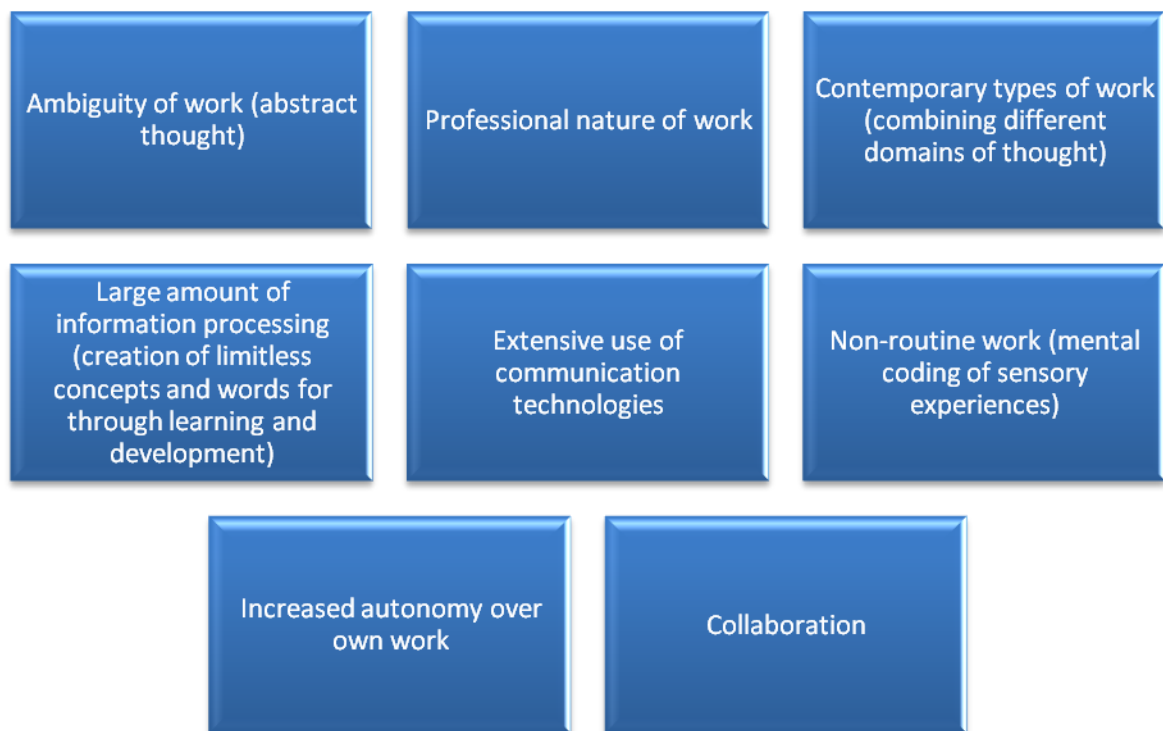 Ambiguity of work (abstract
thought)
Professional nature of work
Contemporary types of work
(combining different
domains of thought)
Large amount of
information processing
(creation of limitless
concepts and words for
through learning and
development)
Extensive use of
communication
technologies
Non-routine work (mental
coding of sensory
experiences)
Increased autonomy over
own work
Collaboration